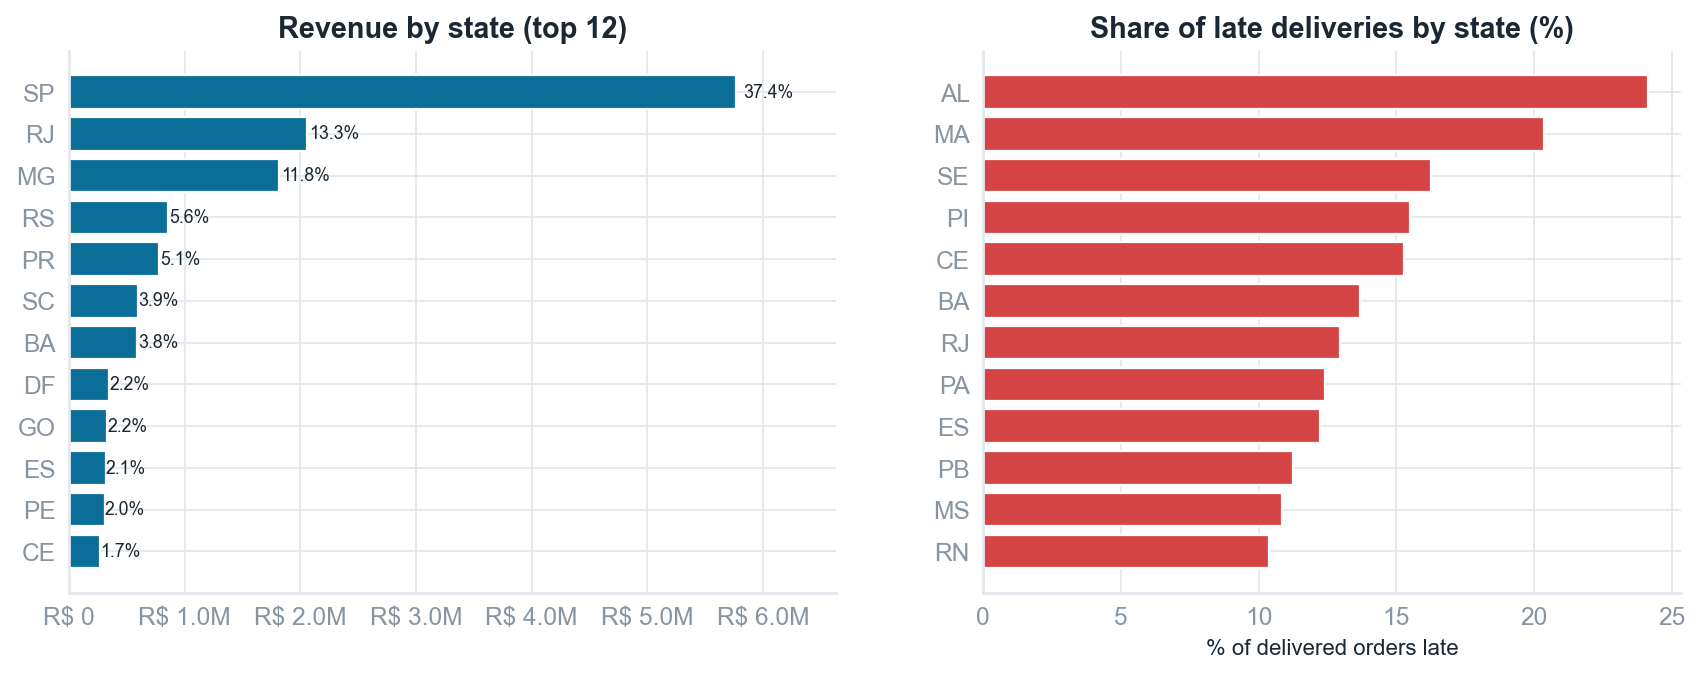 Revenue by state (top 12)
SP 37.4%
RJ 13.3%
MG 11.8%
RS 5.6%
PR 5.1%
SC 3.9%
BA 3.8%
DF 2.2%
GO 2.2%
ES 2.1%
PE 2.0%
CE 1.7%
R$ 0 R$ 1.0M R$ 2.0M R$ 3.0M R$ 4.0M R$ 5.0M R$ 6.0M
Share of late deliveries by state (%)
AL
MA
SE
PI
CE
BA
RJ
PA
ES
PB
MS
RN
0 5 10 15 20 25
% of delivered orders late